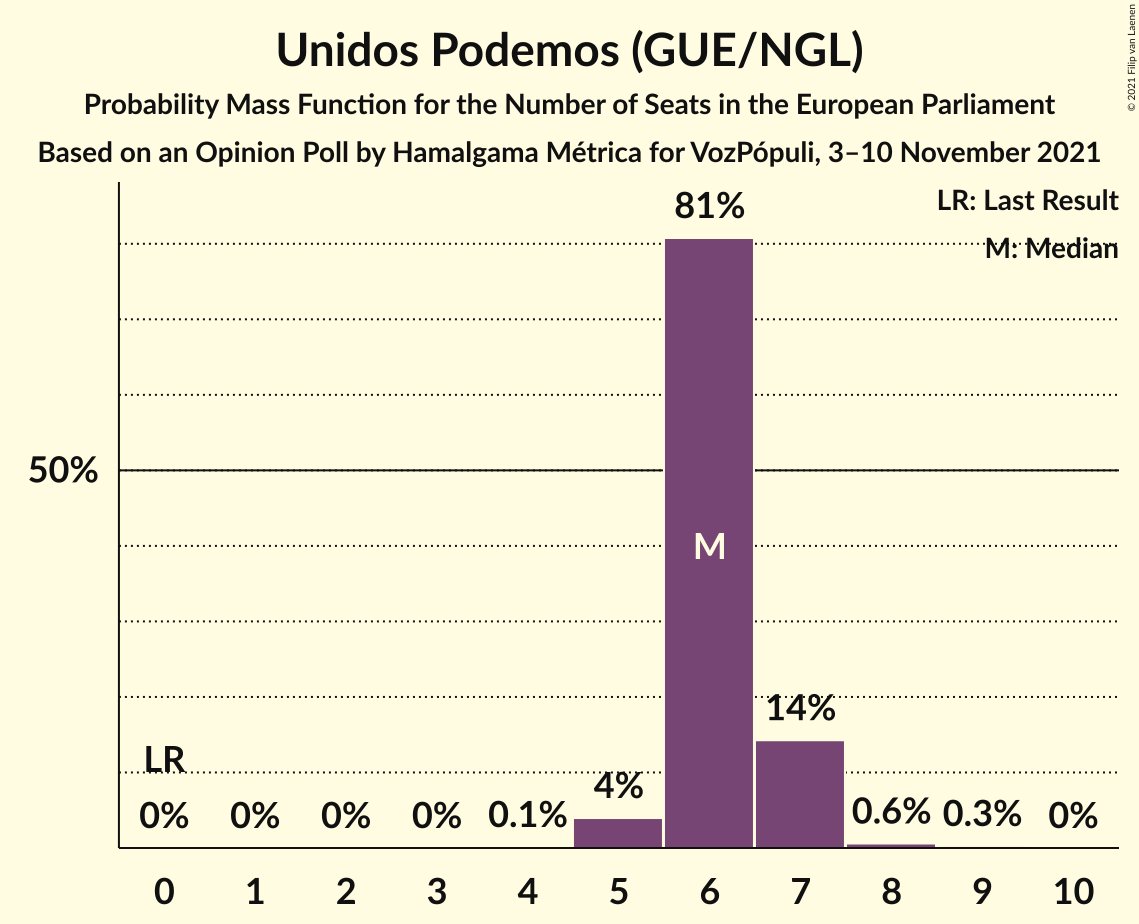 Unidos Podemos (GUE/NGL)
Probability Mass Function for the Number of Seats in the European Parliament
Based on an Opinion Poll by Hamalgama Métrica for VozPópuli, 3–10 November 2021
© 2021 Filip van Laenen
LR: Last Result
M: Median
81%
50%
M
14%
LR
4%
0% 0% 0% 0% 0.1% 0.6% 0.3% 0%
0 1 2 3 4 5 6 7 8 9 10